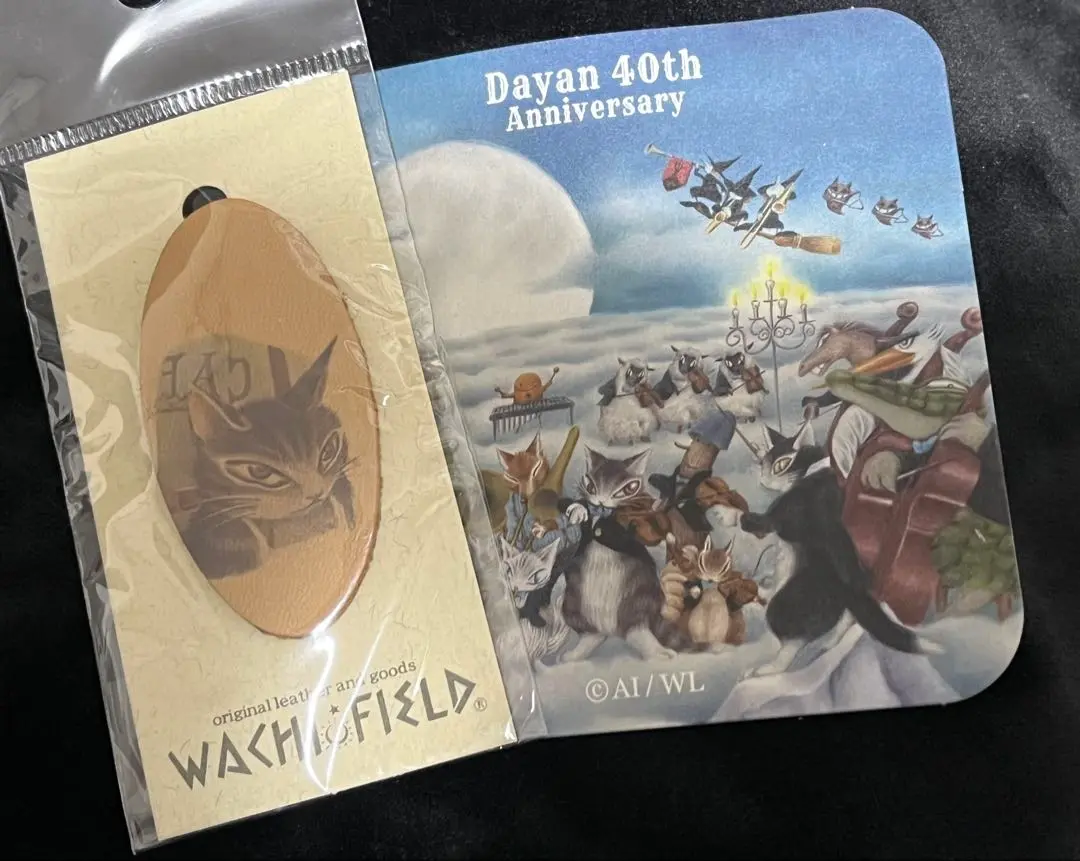 Dayan 40th
Anniversary
original leather and goods
WACHIFIELD®
©AI/WL